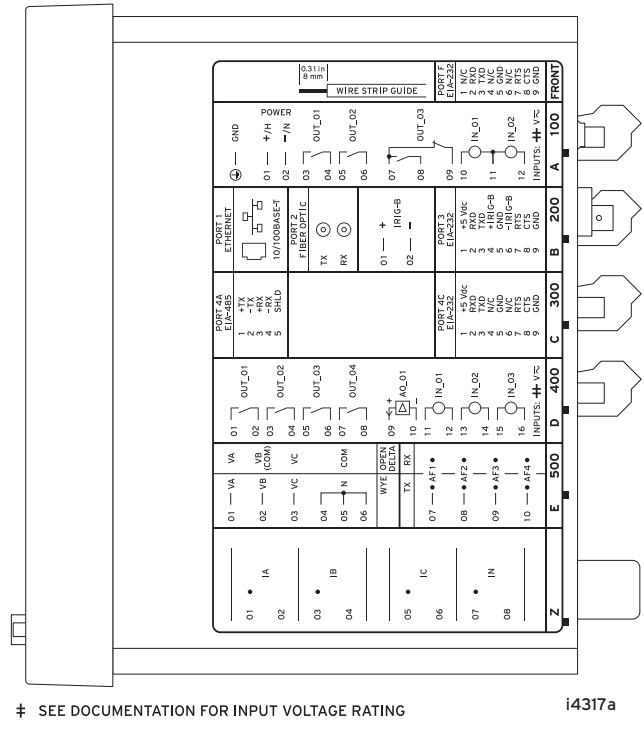 0.31 in
8 mm
WIRE STRIP GUIDE
PORT F
EIA-232
1 N/C
2 RXD
3 TXD
4 N/C
5 GND
6 N/C
7 RTS
8 CTS
9 GND
FRONT
GND
POWER
01 +/H
02 -/N
OUT_01
03 04
OUT_02
05 06
OUT_03
07 08 09
IN_01
IN_02
10 11 12
INPUTS: ⧧ V
A 100
PORT 1
ETHERNET
10/100BASE-T
PORT 2
FIBER OPTIC
TX
RX
IRIG-B
01 +
02 -
PORT 3
EIA-232
1 +5 Vdc
2 RXD
3 TXD
4 +IRIG-B
5 GND
6 -IRIG-B
7 RTS
8 CTS
9 GND
B 200
PORT 4A
EIA-485
1 +TX
2 -TX
3 +RX
4 -RX
5 SHLD
PORT 4C
EIA-232
1 +5 Vdc
2 RXD
3 TXD
4 N/C
5 GND
6 N/C
7 RTS
8 CTS
9 GND
C 300
OUT_01
01 02
OUT_02
03 04
OUT_03
05 06
OUT_04
07 08
AO_01
+ -
09 10
IN_01
11 12
IN_02
13 14
IN_03
15 16
INPUTS: ⧧ V
D 400
01 VA VA
02 VB VB (COM)
03 VC VC
04
05 N COM
06
WYE OPEN DELTA
TX RX
07 AF1
08 AF2
09 AF3
10 AF4
E 500
IA
01 02
IB
03 04
IC
05 06
IN
07 08
Z
⧧ SEE DOCUMENTATION FOR INPUT VOLTAGE RATING
i4317a